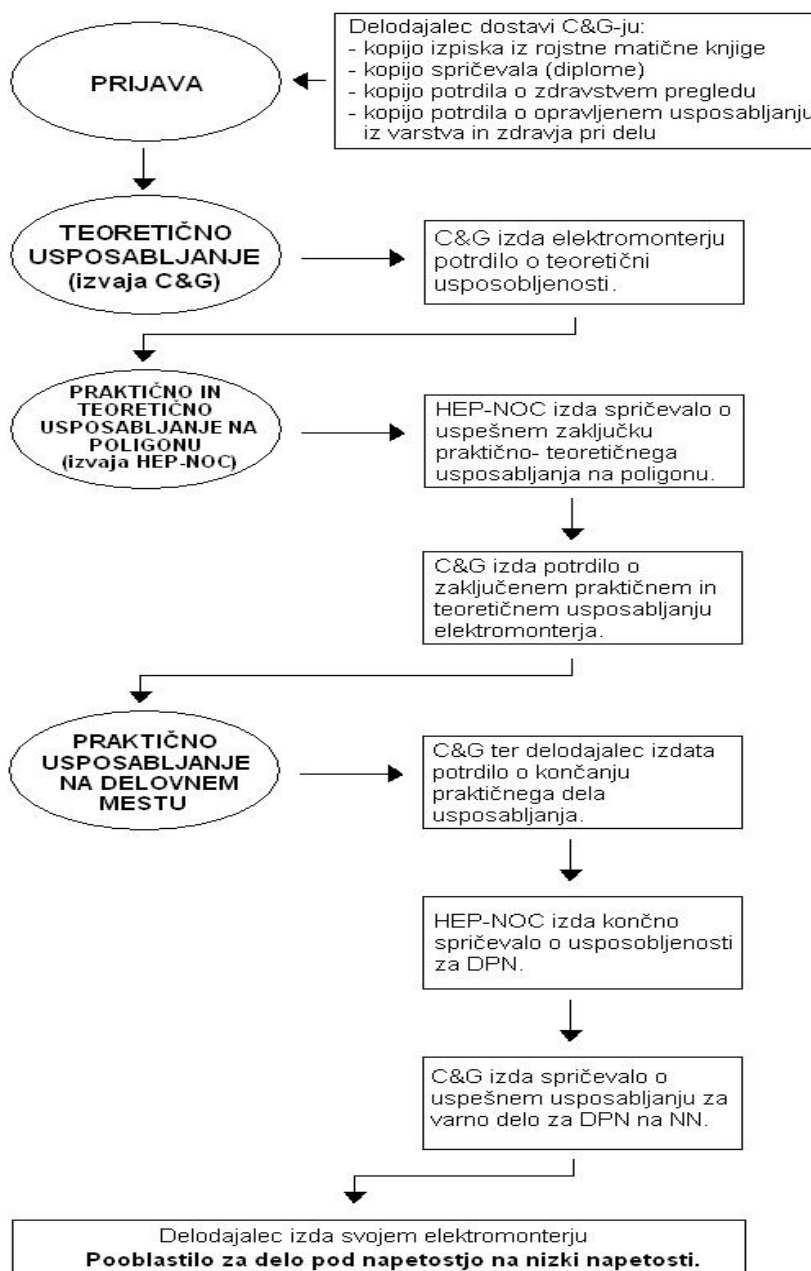 Delodajalec dostavi C&G-ju:
- kopijo izpiska iz rojstne matične knjige
- kopijo spričevala (diplome)
- kopijo potrdila o zdravstvem pregledu
- kopijo potrdila o opravljenem usposabljanju
iz varstva in zdravja pri delu
PRIJAVA
TEORETIČNO
USPOSABLJANJE
(izvaja C&G)
C&G izda elektromonterju
potrdilo o teoretični
usposobljenosti.
PRAKTIČNO IN
TEORETIČNO
USPOSABLJANJE NA
POLIGONU
(izvaja HEP-NOC)
HEP-NOC izda spričevalo o
uspešnem zaključku
praktično- teoretičnega
usposabljanja na poligonu.
C&G izda potrdilo o
zaključenem praktičnem in
teoretičnem usposabljanju
elektromonterja.
PRAKTIČNO
USPOSABLJANJE
NA DELOVNEM
MESTU
C&G ter delodajalec izdata
potrdilo o končanju
praktičnega dela
usposabljanja.
HEP-NOC izda končno
spričevalo o usposobljenosti
za DPN.
C&G izda spričevalo o
uspešnem usposabljanju za
varno delo za DPN na NN.
Delodajalec izda svojem elektromonterju
Pooblastilo za delo pod napetostjo na nizki napetosti.